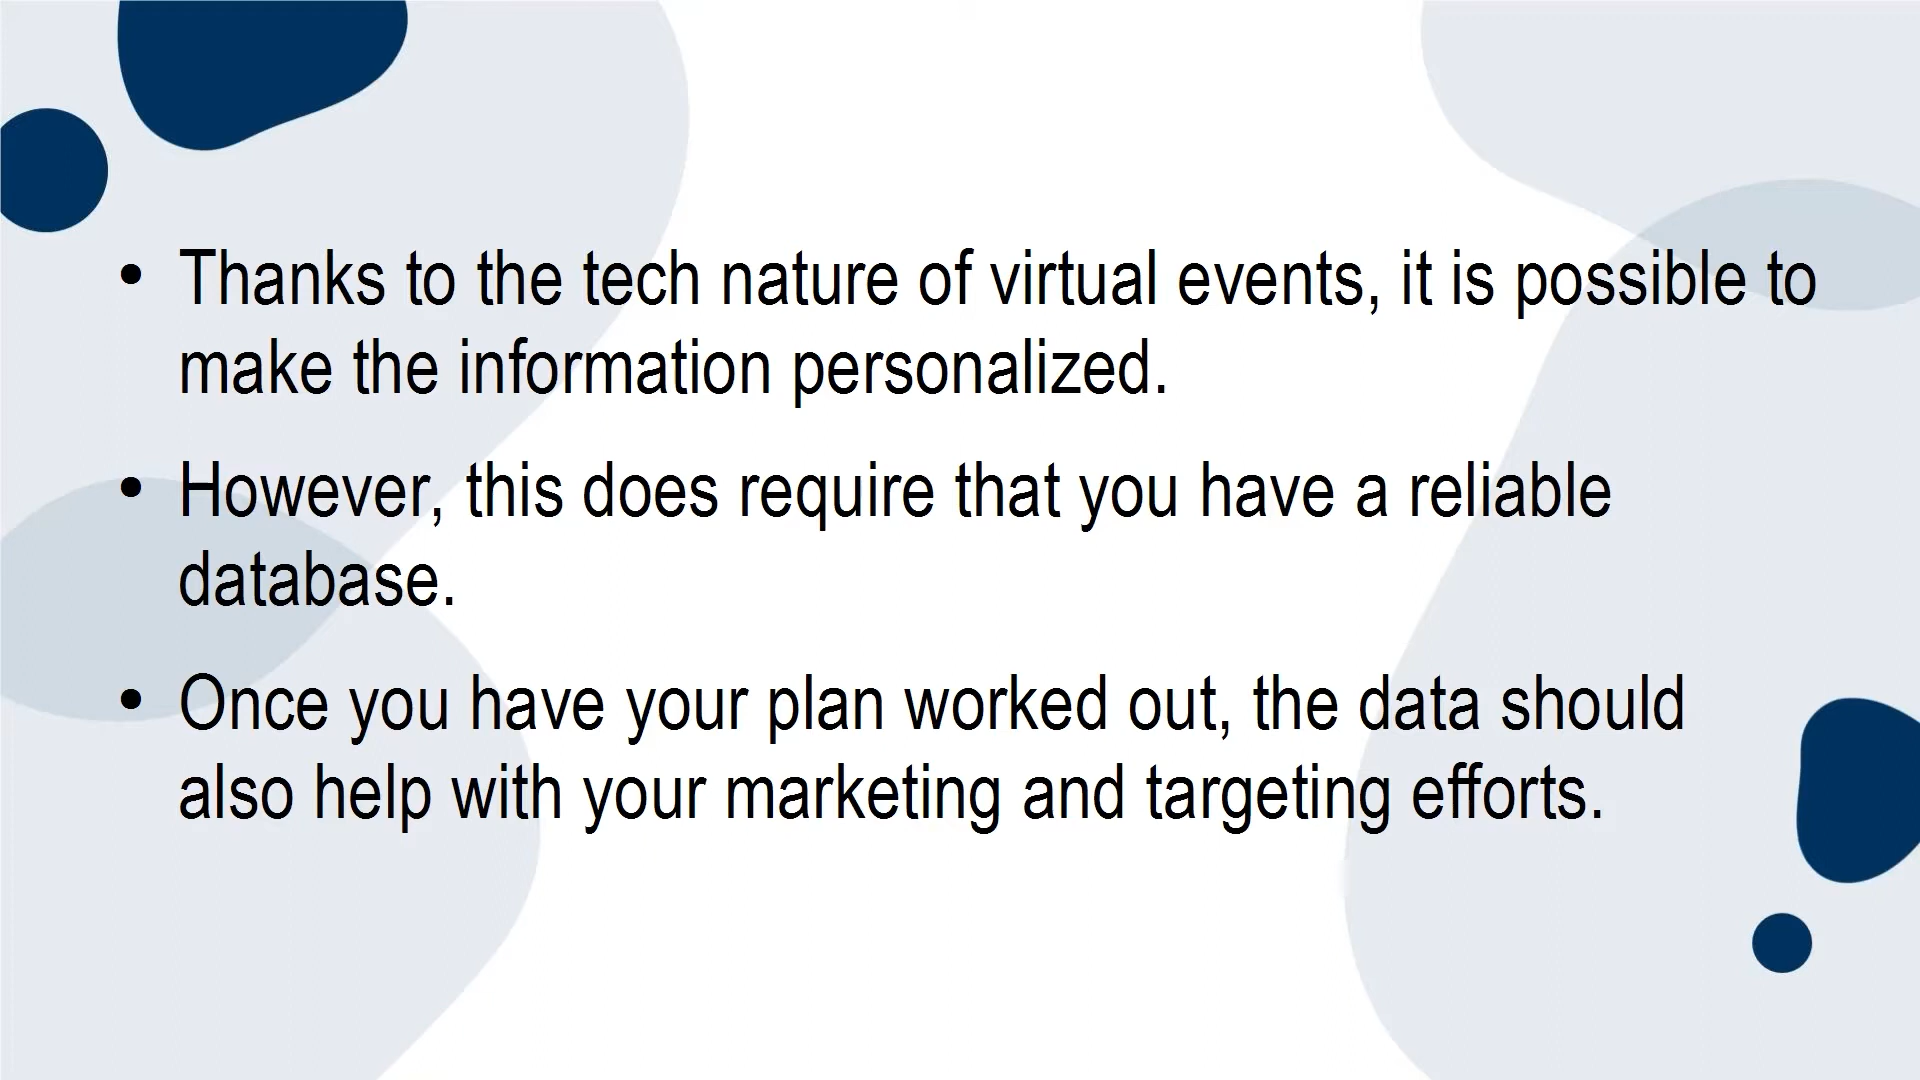 • Thanks to the tech nature of virtual events, it is possible to
make the information personalized.
• However, this does require that you have a reliable
database.
• Once you have your plan worked out, the data should
also help with your marketing and targeting efforts.